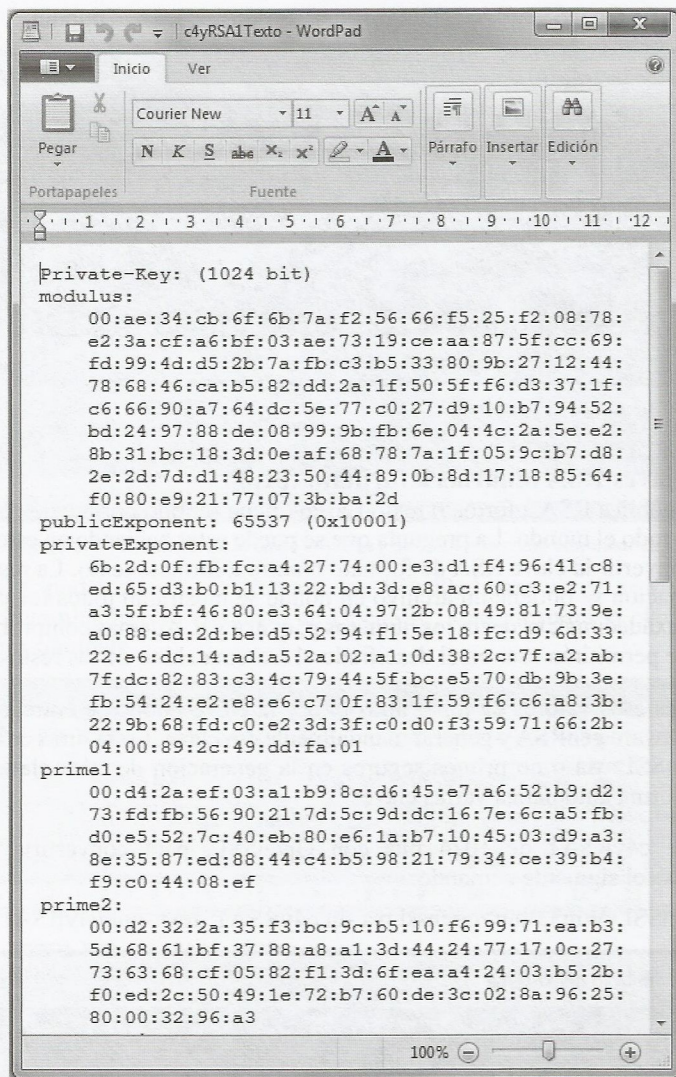 c4yRSA1Texto - WordPad
Inicio Ver
Pegar
Courier New 11 A A
N K S abc X₂ X² A
Párrafo Insertar Edición
Portapapeles Fuente
1 2 3 4 5 6 7 8 9 10 11 12
Private-Key: (1024 bit)
modulus:
00:ae:34:cb:6f:6b:7a:f2:56:66:f5:25:f2:08:78:
e2:3a:cf:a6:bf:03:ae:73:19:ce:aa:87:5f:cc:69:
fd:99:4d:d5:2b:7a:fb:c3:b5:33:80:9b:27:12:44:
78:68:46:ca:b5:82:dd:2a:1f:50:5f:f6:d3:37:1f:
c6:66:90:a7:64:dc:5e:77:c0:27:d9:10:b7:94:52:
bd:24:97:88:de:08:99:9b:fb:6e:04:4c:2a:5e:e2:
8b:31:bc:18:3d:0e:af:68:78:7a:1f:05:9c:b7:d8:
2e:2d:7d:d1:48:23:50:44:89:0b:8d:17:18:85:64:
f0:80:e9:21:77:07:3b:ba:2d
publicExponent: 65537 (0x10001)
privateExponent:
6b:2d:0f:fb:fc:a4:27:74:00:e3:d1:f4:96:41:c8:
ed:65:d3:b0:b1:13:22:bd:3d:e8:ac:60:c3:e2:71:
a3:5f:bf:46:80:e3:64:04:97:2b:08:49:81:73:9e:
a0:88:ed:2d:be:d5:52:94:f1:5e:18:fc:d9:6d:33:
22:e6:dc:14:ad:a5:2a:02:a1:0d:38:2c:7f:a2:ab:
7f:dc:82:83:c3:4c:79:44:5f:bc:e5:70:db:9b:3e:
fb:54:24:e2:e8:e6:c7:0f:83:1f:59:f6:c6:a8:3b:
22:9b:68:fd:c0:e2:3d:3f:c0:d0:f3:59:71:66:2b:
04:00:89:2c:49:dd:fa:01
prime1:
00:d4:2a:ef:03:a1:b9:8c:d6:45:e7:a6:52:b9:d2:
73:fd:fb:56:90:21:7d:5c:9d:dc:16:7e:6c:a5:fb:
d0:e5:52:7c:40:eb:80:e6:1a:b7:10:45:03:d9:a3:
8e:35:87:ed:88:44:c4:b5:98:21:79:34:ce:39:b4:
f9:c0:44:08:ef
prime2:
00:d2:32:2a:35:f3:bc:9c:b5:10:f6:99:71:ea:b3:
5d:68:61:bf:37:88:a8:a1:3d:44:24:77:17:0c:27:
73:63:68:cf:05:82:f1:3d:6f:ea:a4:24:03:b5:2b:
f0:ed:2c:50:49:1e:72:b7:60:de:3c:02:8a:96:25:
80:00:32:96:a3
100%